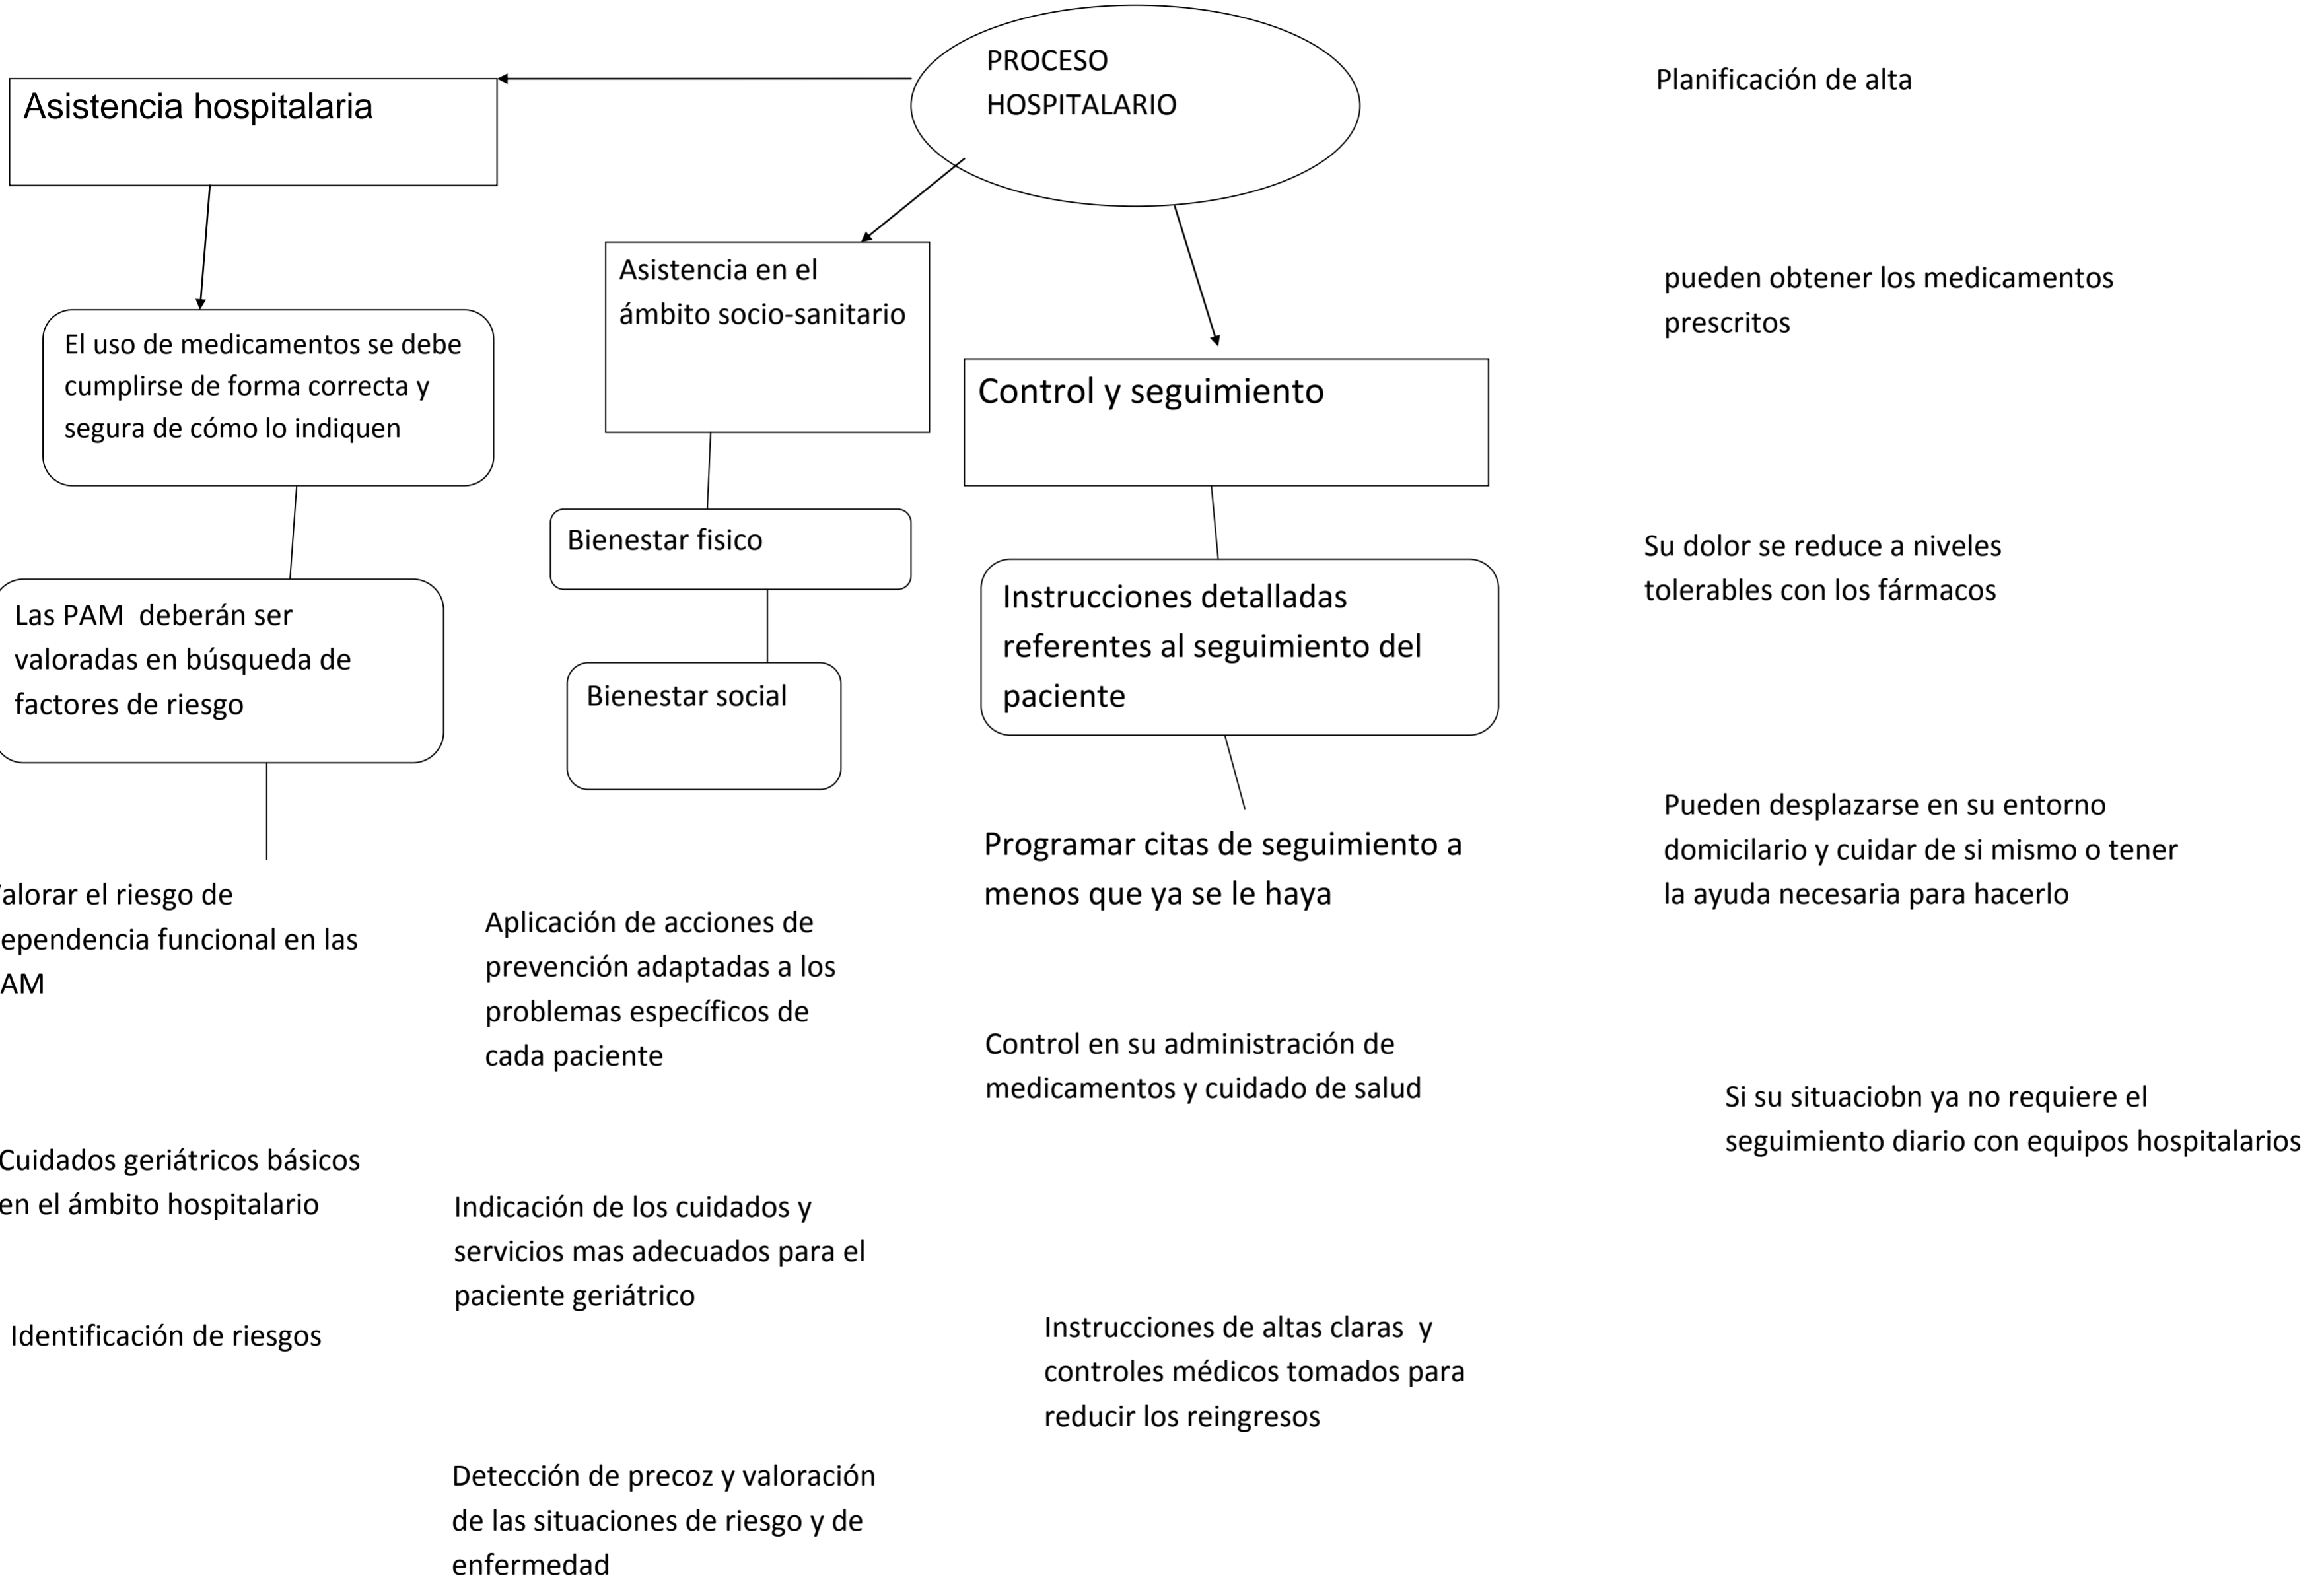 PROCESO
HOSPITALARIO
Asistencia hospitalaria
El uso de medicamentos se debe
cumplirse de forma correcta y
segura de cómo lo indiquen
Las PAM  deberán ser
valoradas en búsqueda de
factores de riesgo
alorar el riesgo de
ependencia funcional en las
AM
Cuidados geriátricos básicos
en el ámbito hospitalario
Identificación de riesgos
Asistencia en el
ámbito socio-sanitario
Bienestar fisico
Bienestar social
Aplicación de acciones de
prevención adaptadas a los
problemas específicos de
cada paciente
Indicación de los cuidados y
servicios mas adecuados para el
paciente geriátrico
Detección de precoz y valoración
de las situaciones de riesgo y de
enfermedad
Control y seguimiento
Instrucciones detalladas
referentes al seguimiento del
paciente
Programar citas de seguimiento a
menos que ya se le haya
Control en su administración de
medicamentos y cuidado de salud
Instrucciones de altas claras  y
controles médicos tomados para
reducir los reingresos
Planificación de alta
pueden obtener los medicamentos
prescritos
Su dolor se reduce a niveles
tolerables con los fármacos
Pueden desplazarse en su entorno
domicilario y cuidar de si mismo o tener
la ayuda necesaria para hacerlo
Si su situaciobn ya no requiere el
seguimiento diario con equipos hospitalarios